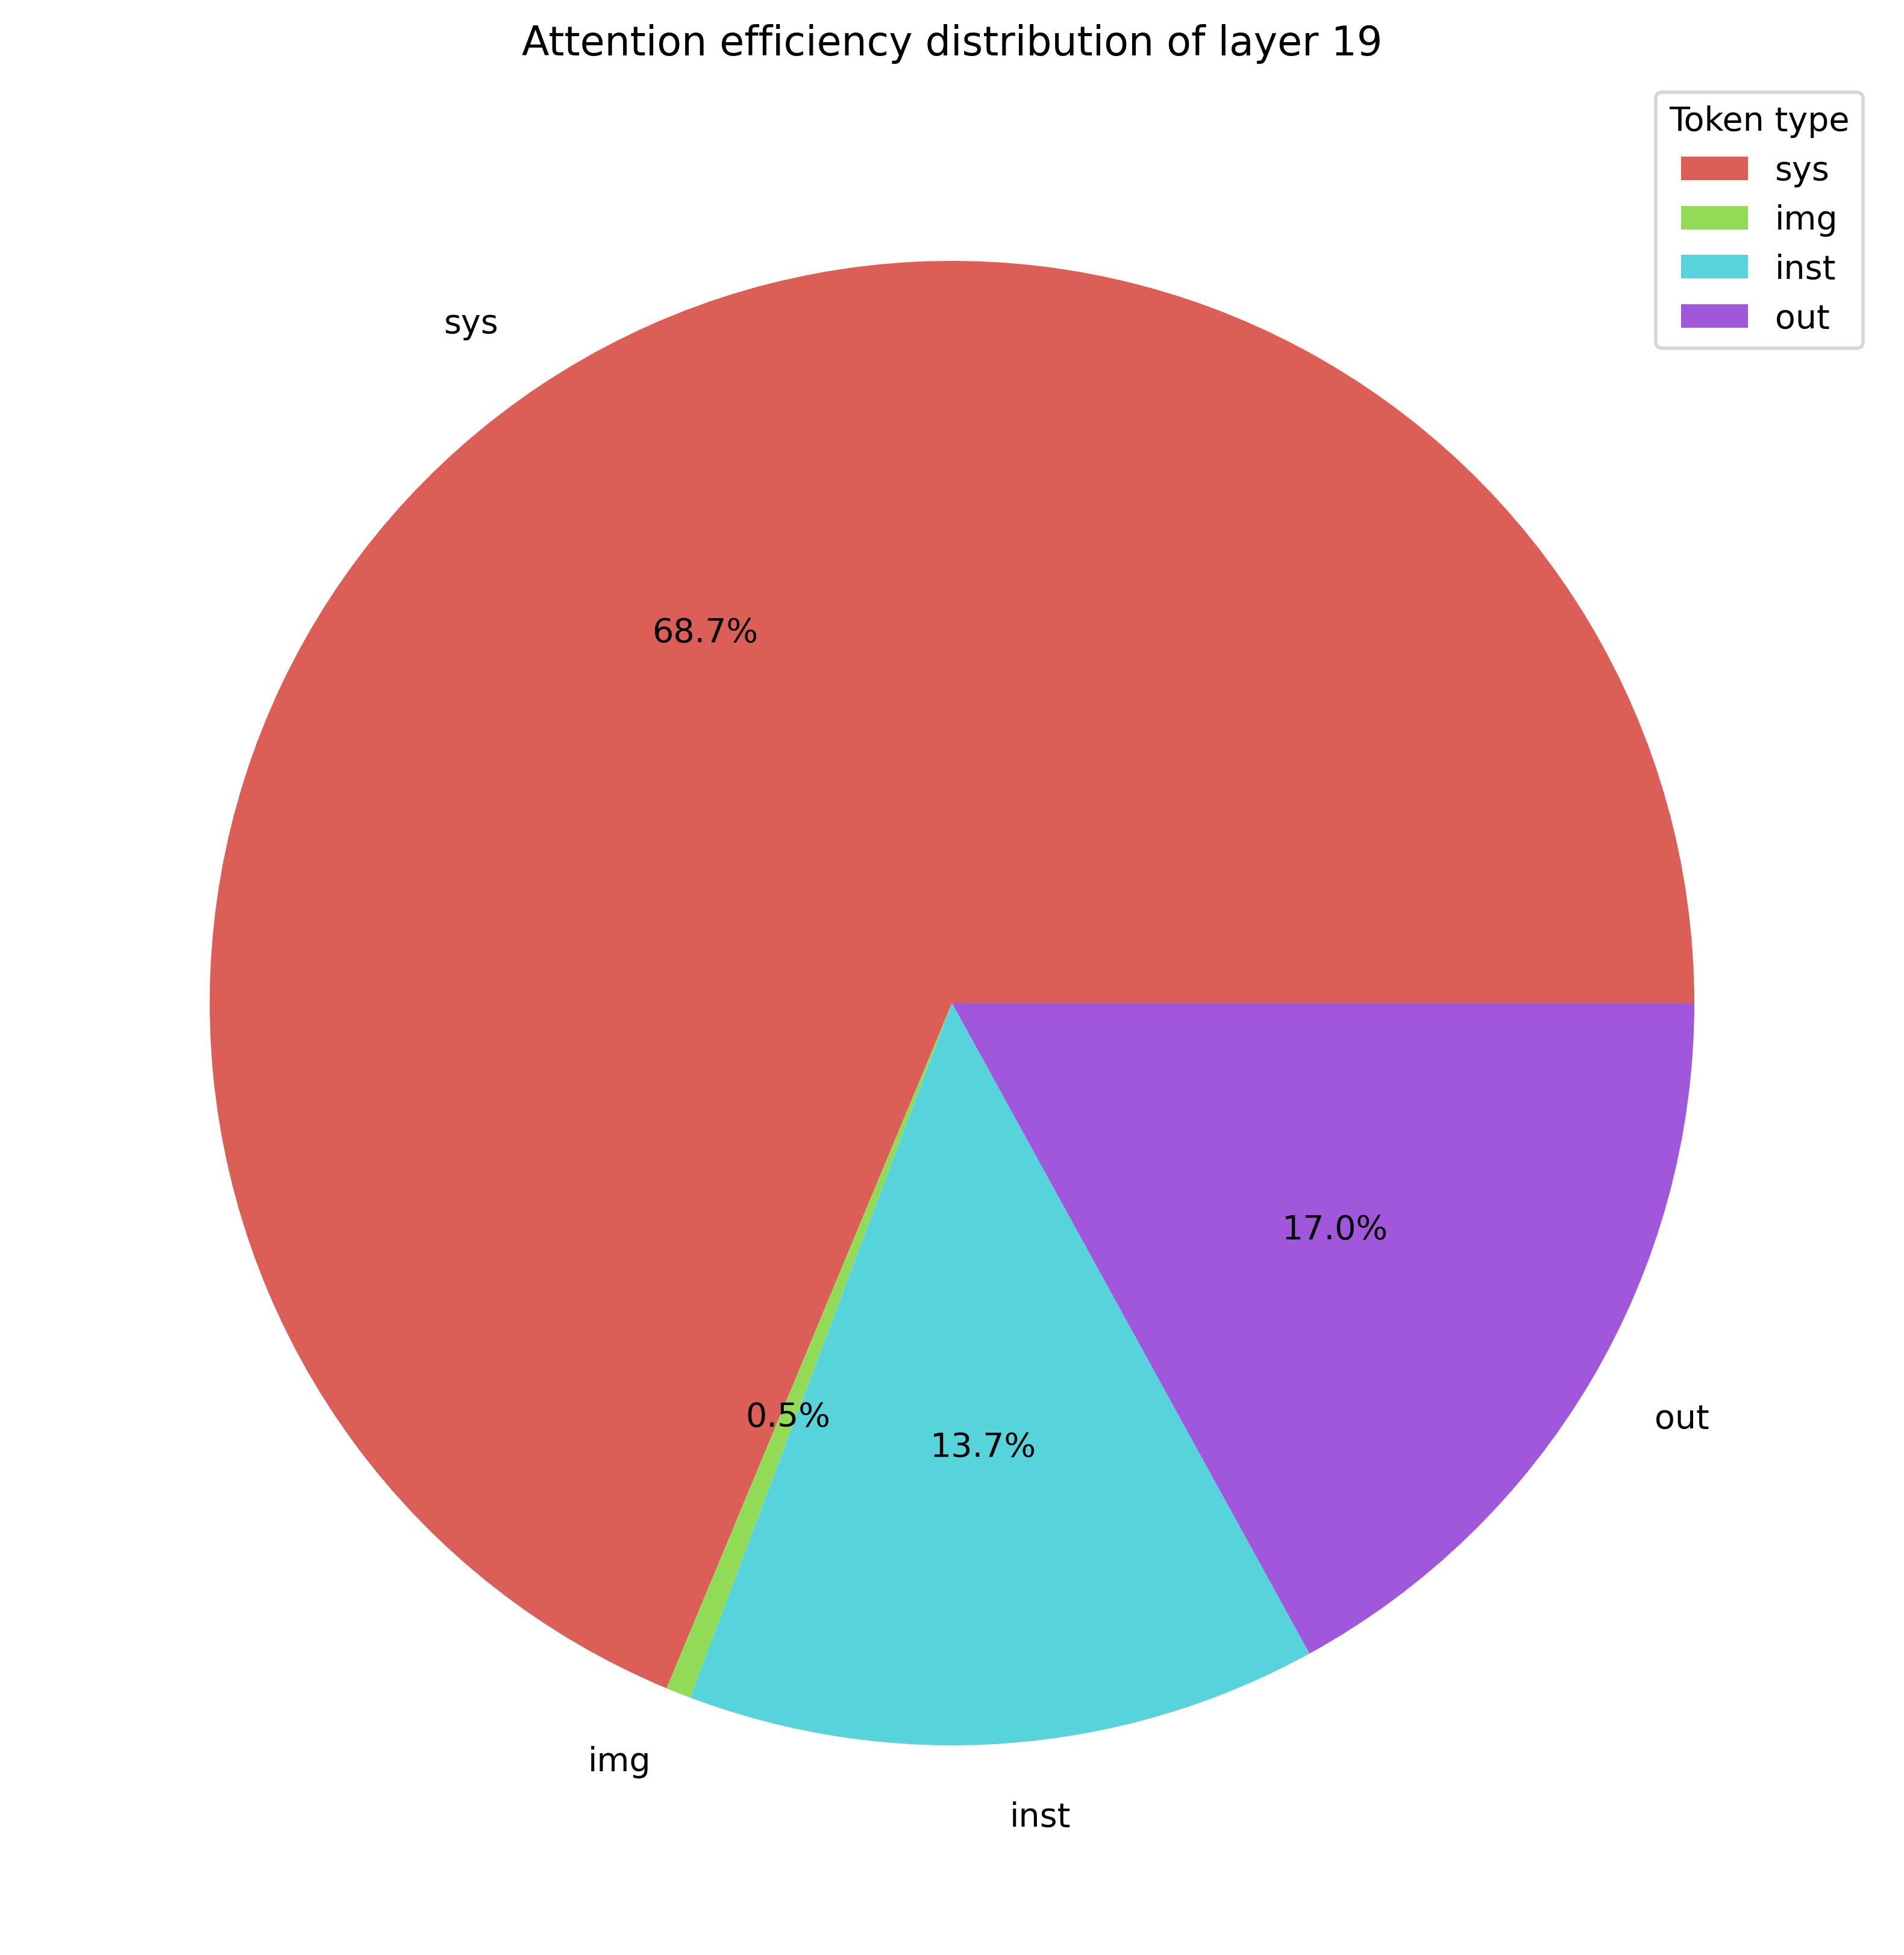 Attention efficiency distribution of layer 19
Token type
sys
img
inst
out
sys
68.7%
17.0%
0.5%
13.7%
out
img
inst